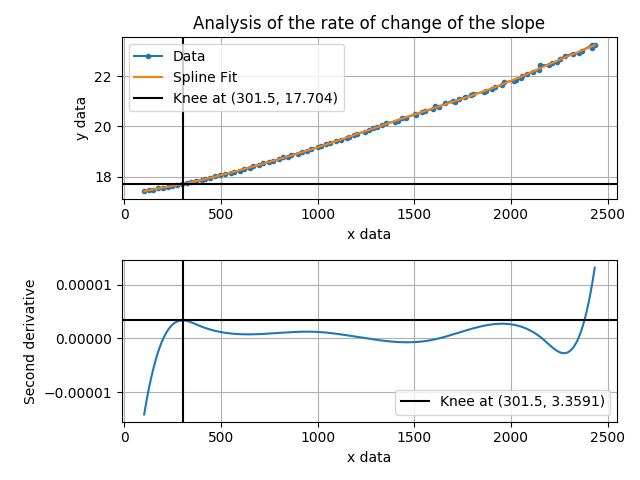 Analysis of the rate of change of the slope
Data
Spline Fit
Knee at (301.5, 17.704)
y data
22
20
18
0 500 1000 1500 2000 2500
x data
Second derivative
0.00001
0.00000
−0.00001
Knee at (301.5, 3.3591)
0 500 1000 1500 2000 2500
x data